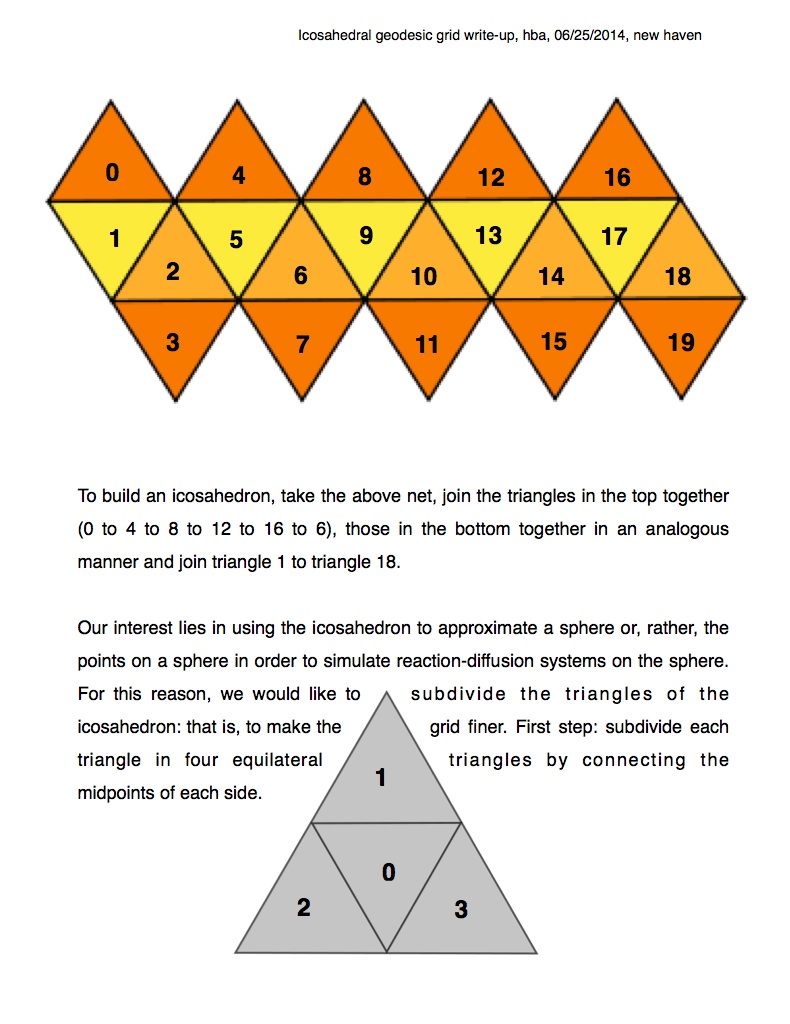 Icosahedral geodesic grid write-up, hba, 06/25/2014, new haven
0 4 8 12 16
1 5 9 13 17
2 6 10 14 18
3 7 11 15 19
To build an icosahedron, take the above net, join the triangles in the top together
(0 to 4 to 8 to 12 to 16 to 6), those in the bottom together in an analogous
manner and join triangle 1 to triangle 18.
Our interest lies in using the icosahedron to approximate a sphere or, rather, the
points on a sphere in order to simulate reaction-diffusion systems on the sphere.
For this reason, we would like to subdivide the triangles of the
icosahedron: that is, to make the grid finer. First step: subdivide each
triangle in four equilateral triangles by connecting the
midpoints of each side.
1
0
2 3